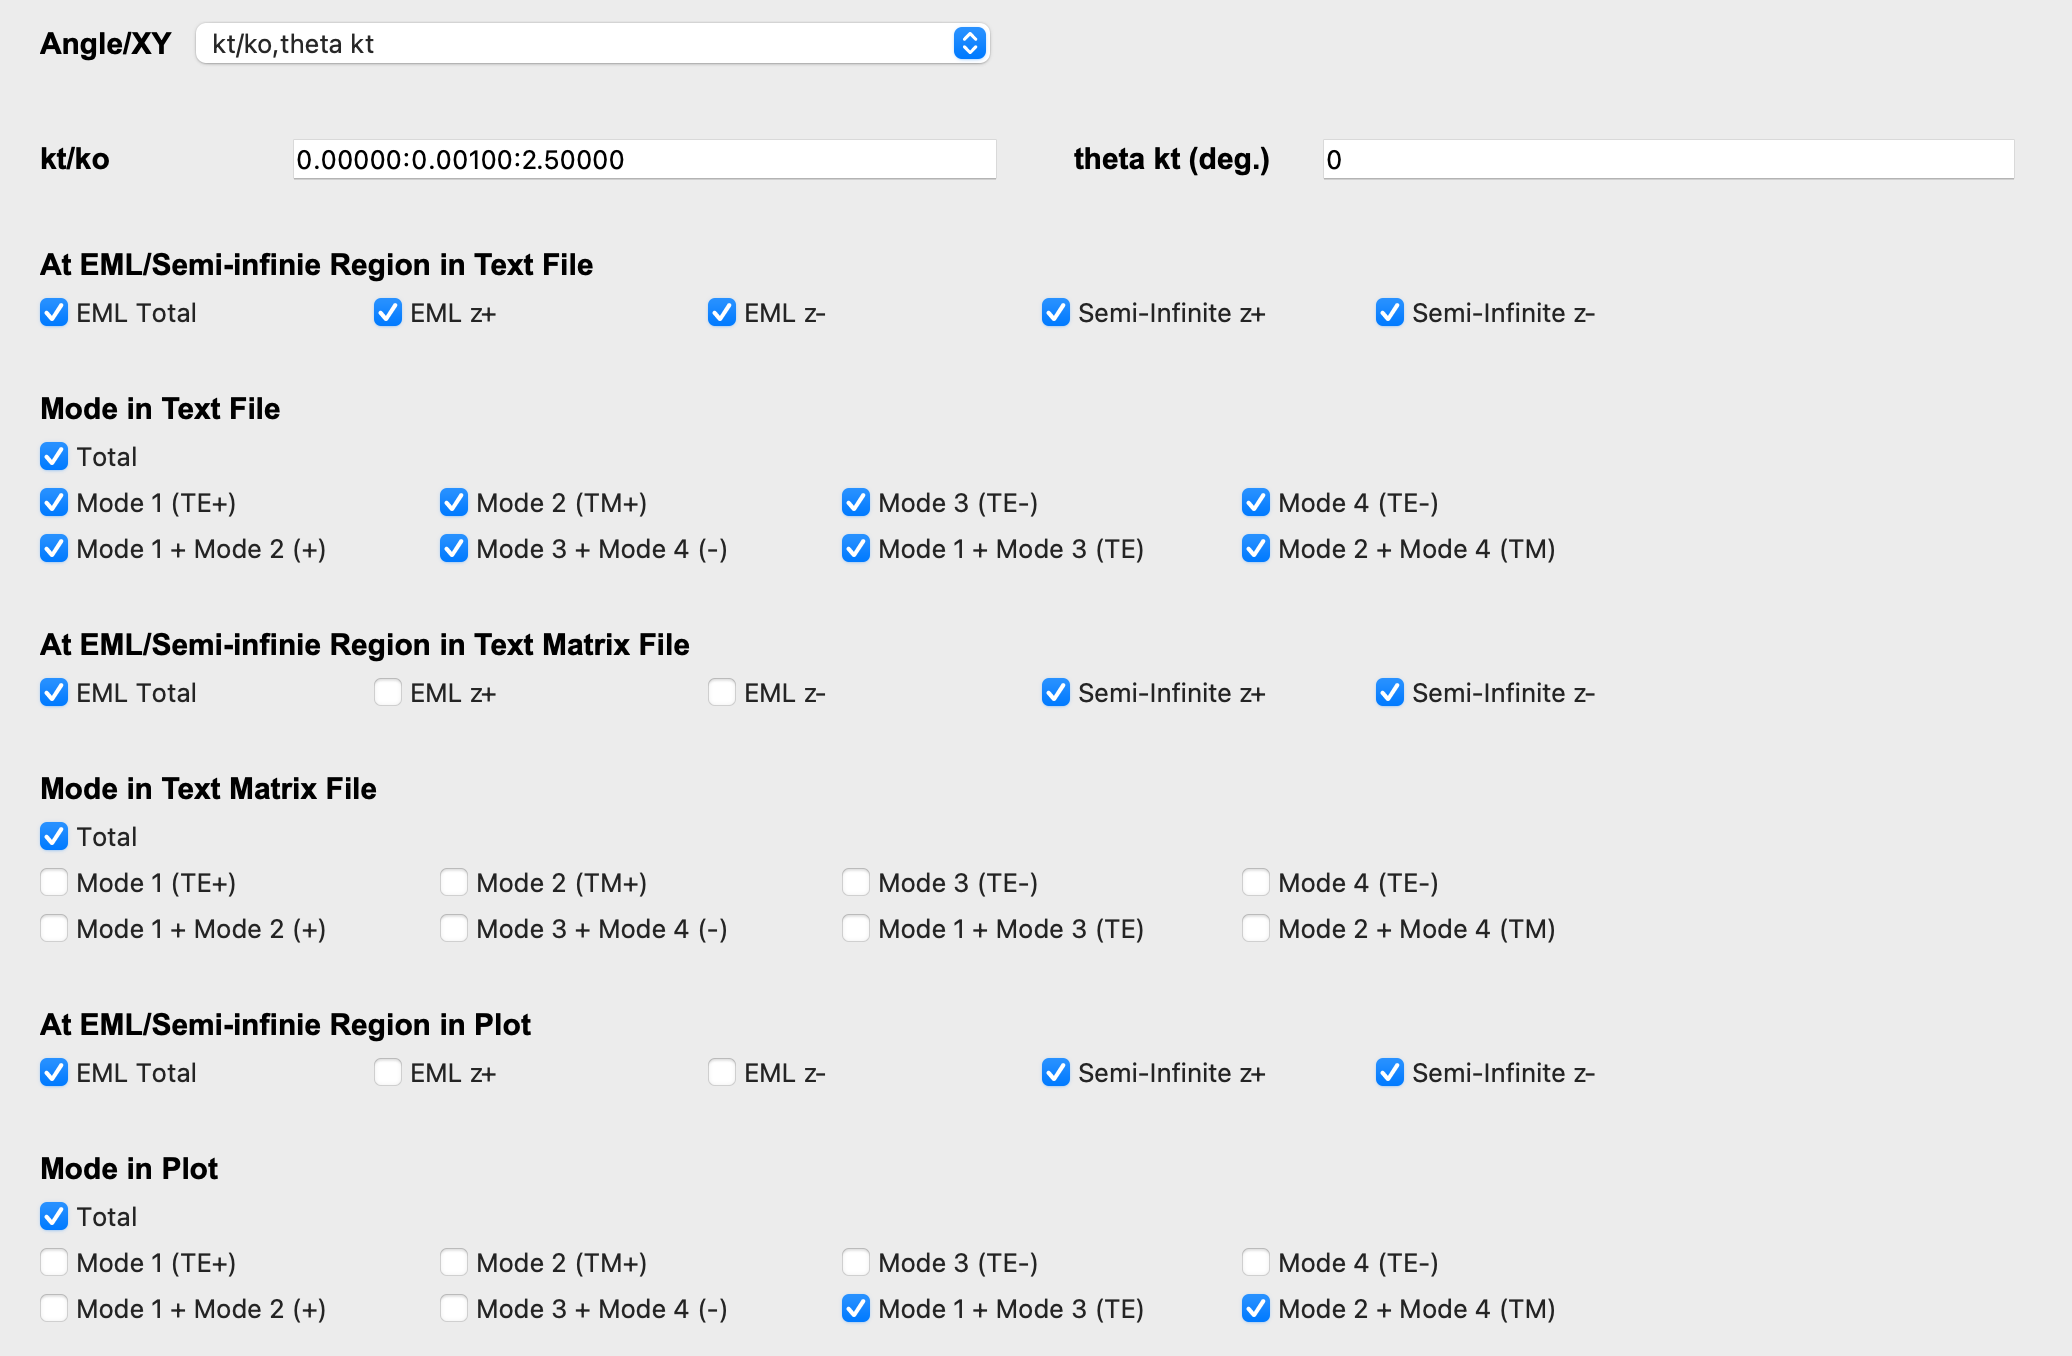 Angle/XY kt/ko,theta kt
kt/ko 0.00000:0.00100:2.50000 theta kt (deg.) 0
At EML/Semi-infinie Region in Text File
EML Total EML z+ EML z- Semi-Infinite z+ Semi-Infinite z-
Mode in Text File
Total
Mode 1 (TE+) Mode 2 (TM+) Mode 3 (TE-) Mode 4 (TE-)
Mode 1 + Mode 2 (+) Mode 3 + Mode 4 (-) Mode 1 + Mode 3 (TE) Mode 2 + Mode 4 (TM)
At EML/Semi-infinie Region in Text Matrix File
EML Total EML z+ EML z- Semi-Infinite z+ Semi-Infinite z-
Mode in Text Matrix File
Total
Mode 1 (TE+) Mode 2 (TM+) Mode 3 (TE-) Mode 4 (TE-)
Mode 1 + Mode 2 (+) Mode 3 + Mode 4 (-) Mode 1 + Mode 3 (TE) Mode 2 + Mode 4 (TM)
At EML/Semi-infinie Region in Plot
EML Total EML z+ EML z- Semi-Infinite z+ Semi-Infinite z-
Mode in Plot
Total
Mode 1 (TE+) Mode 2 (TM+) Mode 3 (TE-) Mode 4 (TE-)
Mode 1 + Mode 2 (+) Mode 3 + Mode 4 (-) Mode 1 + Mode 3 (TE) Mode 2 + Mode 4 (TM)